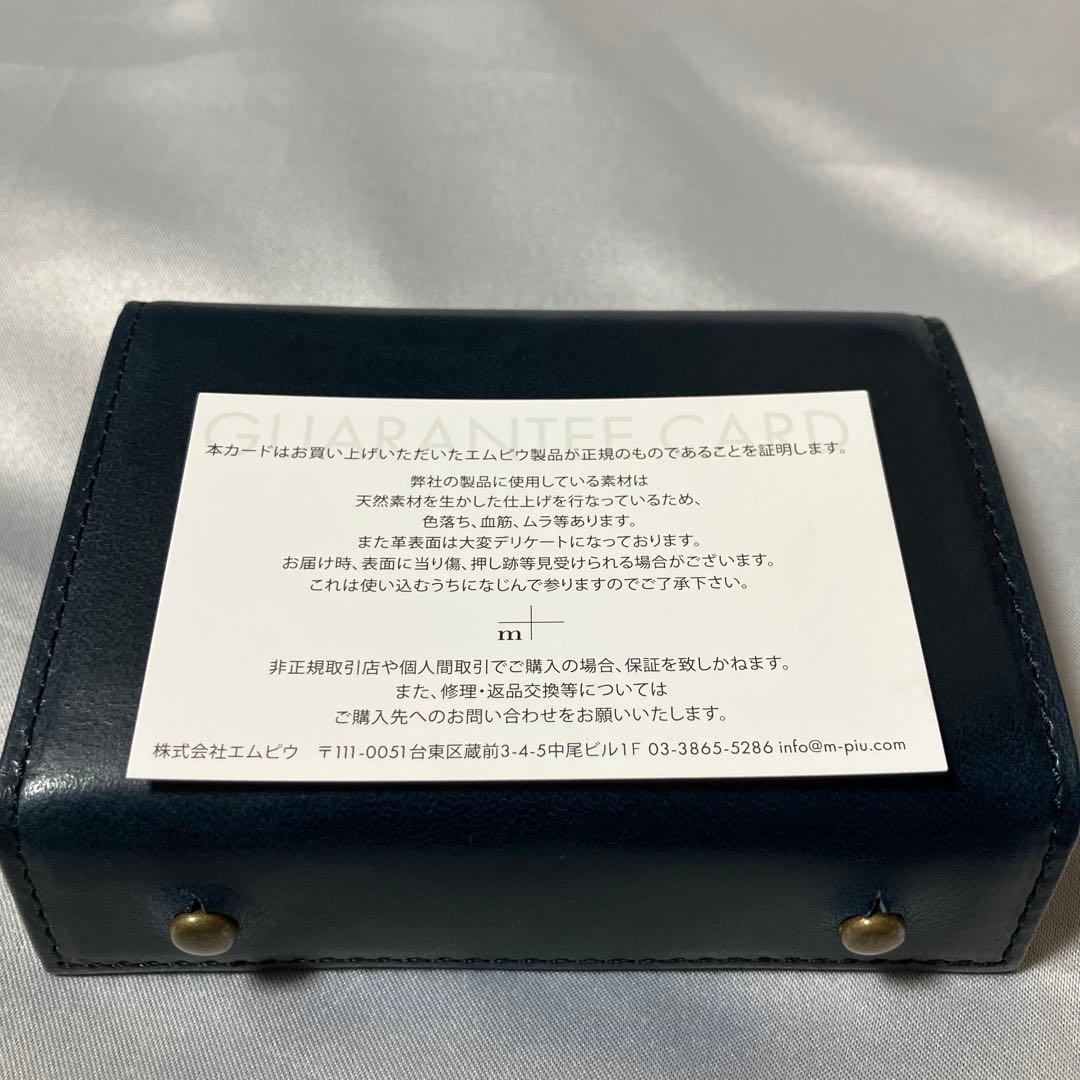 GUARANTEE CARD
本カードはお買い上げいただいたエムピウ製品が正規のものであることを証明します。
弊社の製品に使用している素材は
天然素材を生かした仕上げを行なっているため、
色落ち、血筋、ムラ等あります。
また革表面は大変デリケートになっております。
お届け時、表面に当り傷、押し跡等見受けられる場合がございます。
これは使い込むうちになじんで参りますのでご了承下さい。
m+
非正規取引店や個人間取引でご購入の場合、保証を致しかねます。
また、修理・返品交換等については
ご購入先へのお問い合わせをお願いいたします。
株式会社エムピウ 〒111-0051台東区蔵前3-4-5中尾ビル1F 03-3865-5286 info@m-piu.com